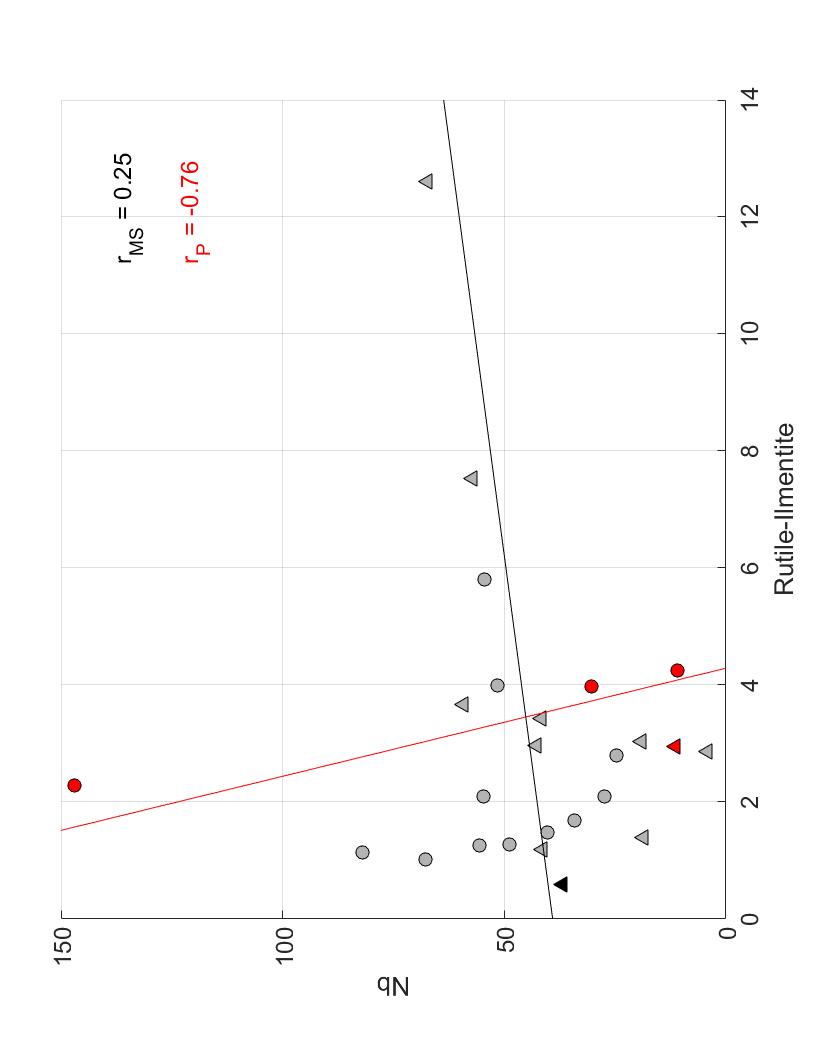 150
100
50
0
Nb
r_MS = 0.25
r_P = -0.76
0 2 4 6 8 10 12 14
Rutile-Ilmentite